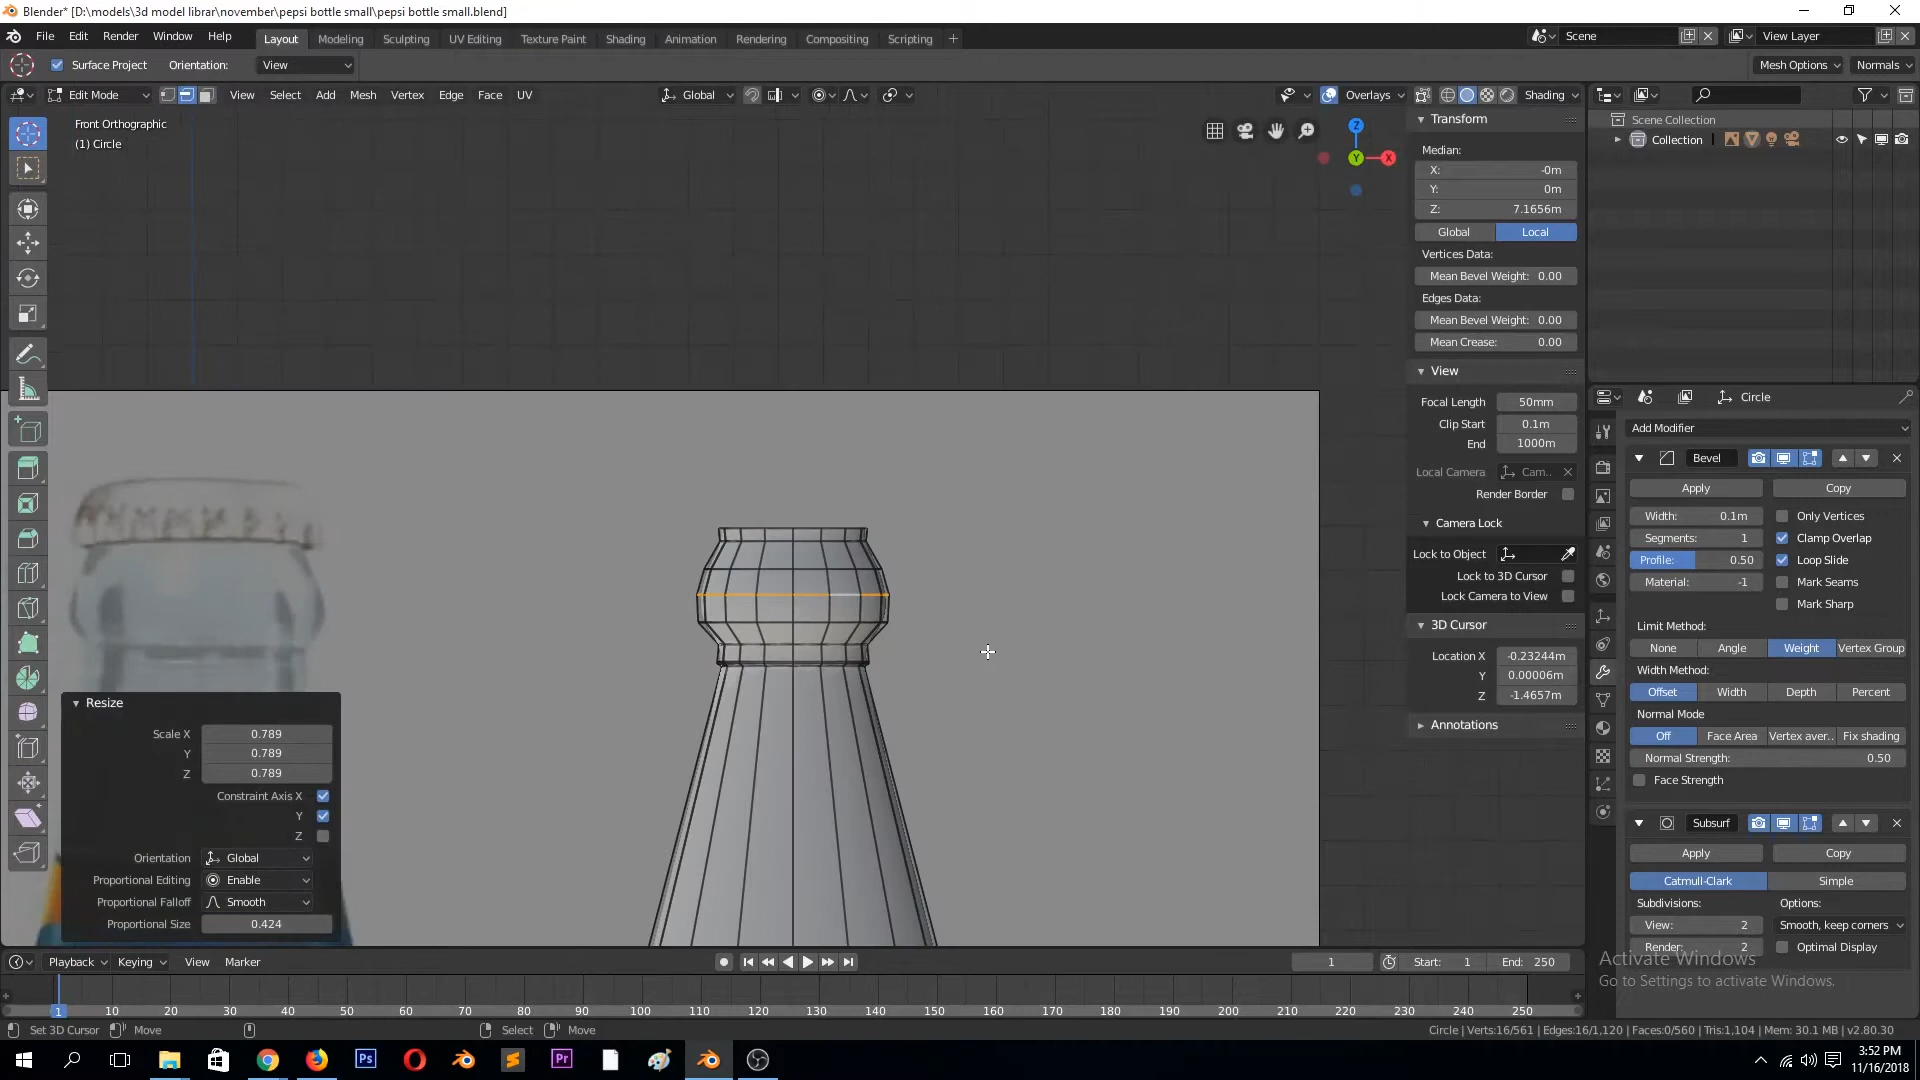 Blender* [D:\models\3d model librar\november\pepsi bottle small\pepsi bottle small.blend]
File Edit Render Window Help Layout Modeling Sculpting UV Editing Texture Paint Shading Animation Rendering Compositing Scripting + Scene View Layer
Surface Project Orientation: View Mesh Options Normals
Edit Mode View Select Add Mesh Vertex Edge Face UV Global Overlays Shading
Front Orthographic
(1) Circle
Z
Y
X
Transform
Median:
X: -0m
Y: 0m
Z: 7.1656m
Global Local
Vertices Data:
Mean Bevel Weight: 0.00
Edges Data:
Mean Bevel Weight: 0.00
Mean Crease: 0.00
View
Focal Length 50mm
Clip Start 0.1m
End 1000m
Local Camera Cam..
Render Border
Camera Lock
Lock to Object
Lock to 3D Cursor
Lock Camera to View
3D Cursor
Location X -0.23244m
Y 0.00006m
Z -1.4657m
Annotations
Scene Collection
Collection
Circle
Add Modifier
Bevel
Apply Copy
Width: 0.1m Only Vertices
Segments: 1 Clamp Overlap
Profile: 0.50 Loop Slide
Material: -1 Mark Seams
Mark Sharp
Limit Method:
None Angle Weight Vertex Group
Width Method:
Offset Width Depth Percent
Normal Mode
Off Face Area Vertex aver.. Fix shading
Normal Strength: 0.50
Face Strength
Subsurf
Apply Copy
Catmull-Clark Simple
Subdivisions: Options:
View: 2 Smooth, keep corners
Render: 2 Optimal Display
Activate Windows
Go to Settings to activate Windows.
Resize
Scale X 0.789
Y 0.789
Z 0.789
Constraint Axis X
Y
Z
Orientation Global
Proportional Editing Enable
Proportional Falloff Smooth
Proportional Size 0.424
Playback Keying View Marker 1 Start: 1 End: 250
1 10 20 30 40 50 60 70 80 90 100 110 120 130 140 150 160 170 180 190 200 210 220 230 240 250
Set 3D Cursor Move Select Move Circle | Verts:16/561 | Edges:16/1,120 | Faces:0/560 | Tris:1,104 | Mem: 30.1 MB | v2.80.30
Ps Pr
3:52 PM
11/16/2018